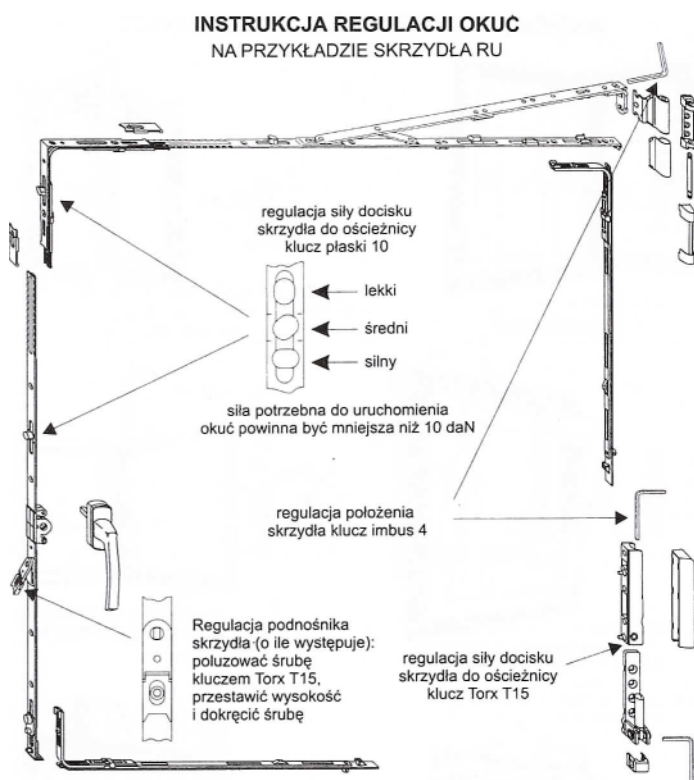 INSTRUKCJA REGULACJI OKUĆ
NA PRZYKŁADZIE SKRZYDŁA RU
regulacja siły docisku
skrzydła do ościeżnicy
klucz płaski 10
lekki
średni
silny
siła potrzebna do uruchomienia
okuć powinna być mniejsza niż 10 daN
regulacja położenia
skrzydła klucz imbus 4
Regulacja podnośnika
skrzydła (o ile występuje):
poluzować śrubę
kluczem Torx T15,
przestawić wysokość
i dokręcić śrubę
regulacja siły docisku
skrzydła do ościeżnicy
klucz Torx T15